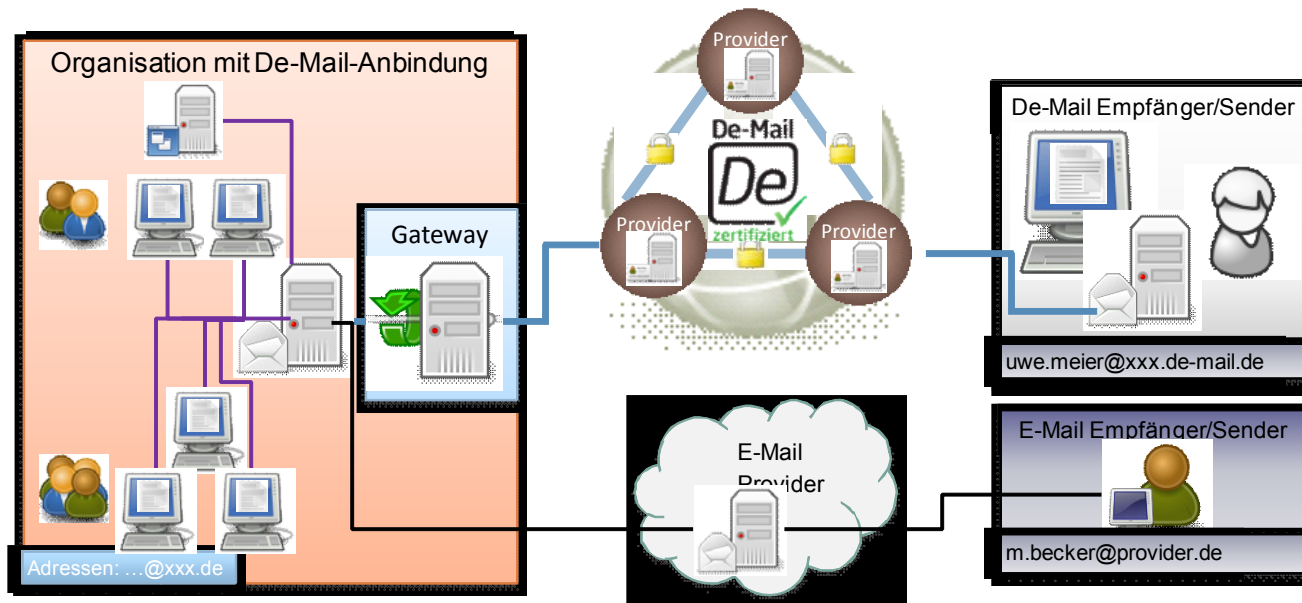 Organisation mit De-Mail-Anbindung
Gateway
Adressen: ...@xxx.de
Provider
De-Mail
De
zertifiziert
Provider
Provider
E-Mail
Provider
De-Mail Empfänger/Sender
uwe.meier@xxx.de-mail.de
E-Mail Empfänger/Sender
m.becker@provider.de